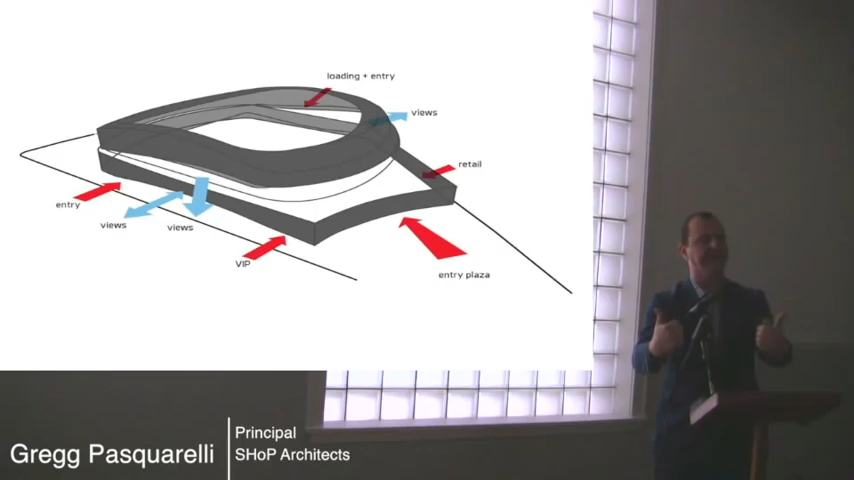 loading + entry
views
retail
entry
views
views
VIP
entry plaza
Gregg Pasquarelli
Principal
SHoP Architects